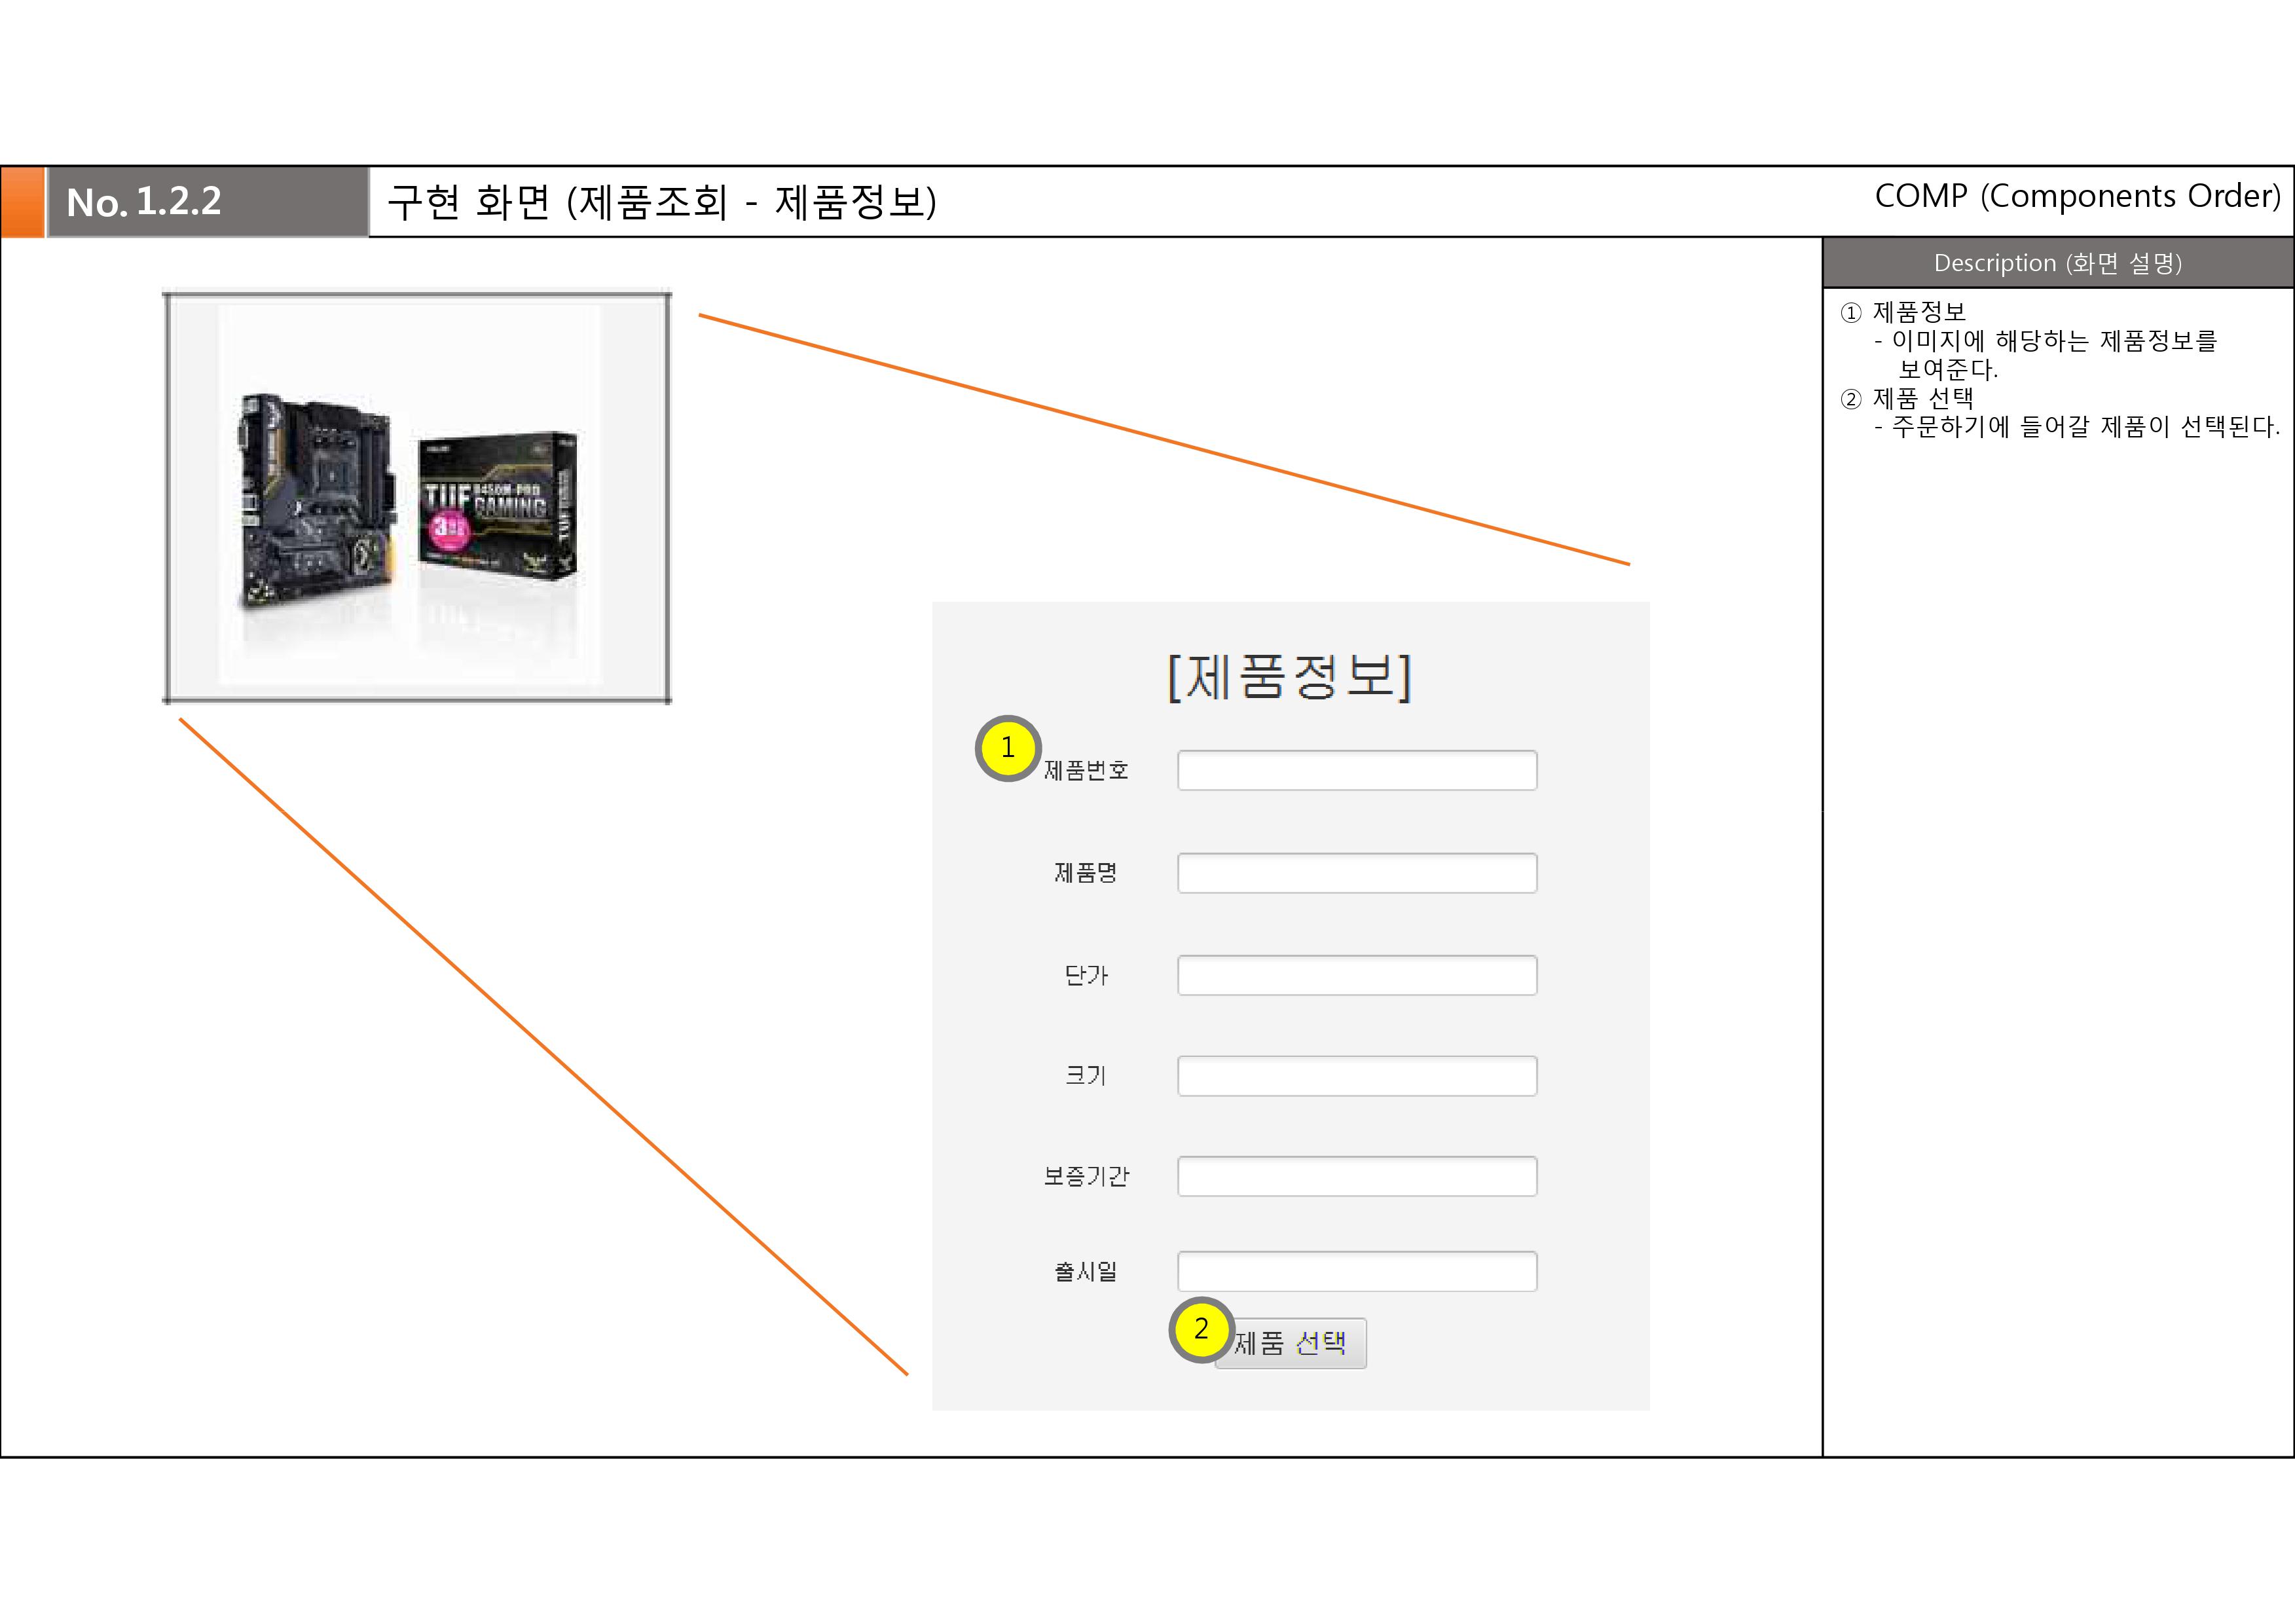 No. 1.2.2
구현 화면 (제품조회 - 제품정보)
COMP (Components Order)
Description (화면 설명)
① 제품정보
- 이미지에 해당하는 제품정보를
보여준다.
② 제품 선택
- 주문하기에 들어갈 제품이 선택된다.
TUF B450M-PRO
GAMING
3
TUF
[제품정보]
1
제품번호
제품명
단가
크기
보증기간
출시일
2
제품 선택